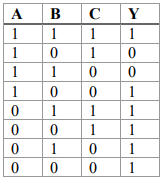 A B C Y
1 1 1 1
1 0 1 0
1 1 0 0
1 0 0 1
0 1 1 1
0 0 1 1
0 1 0 1
0 0 0 1